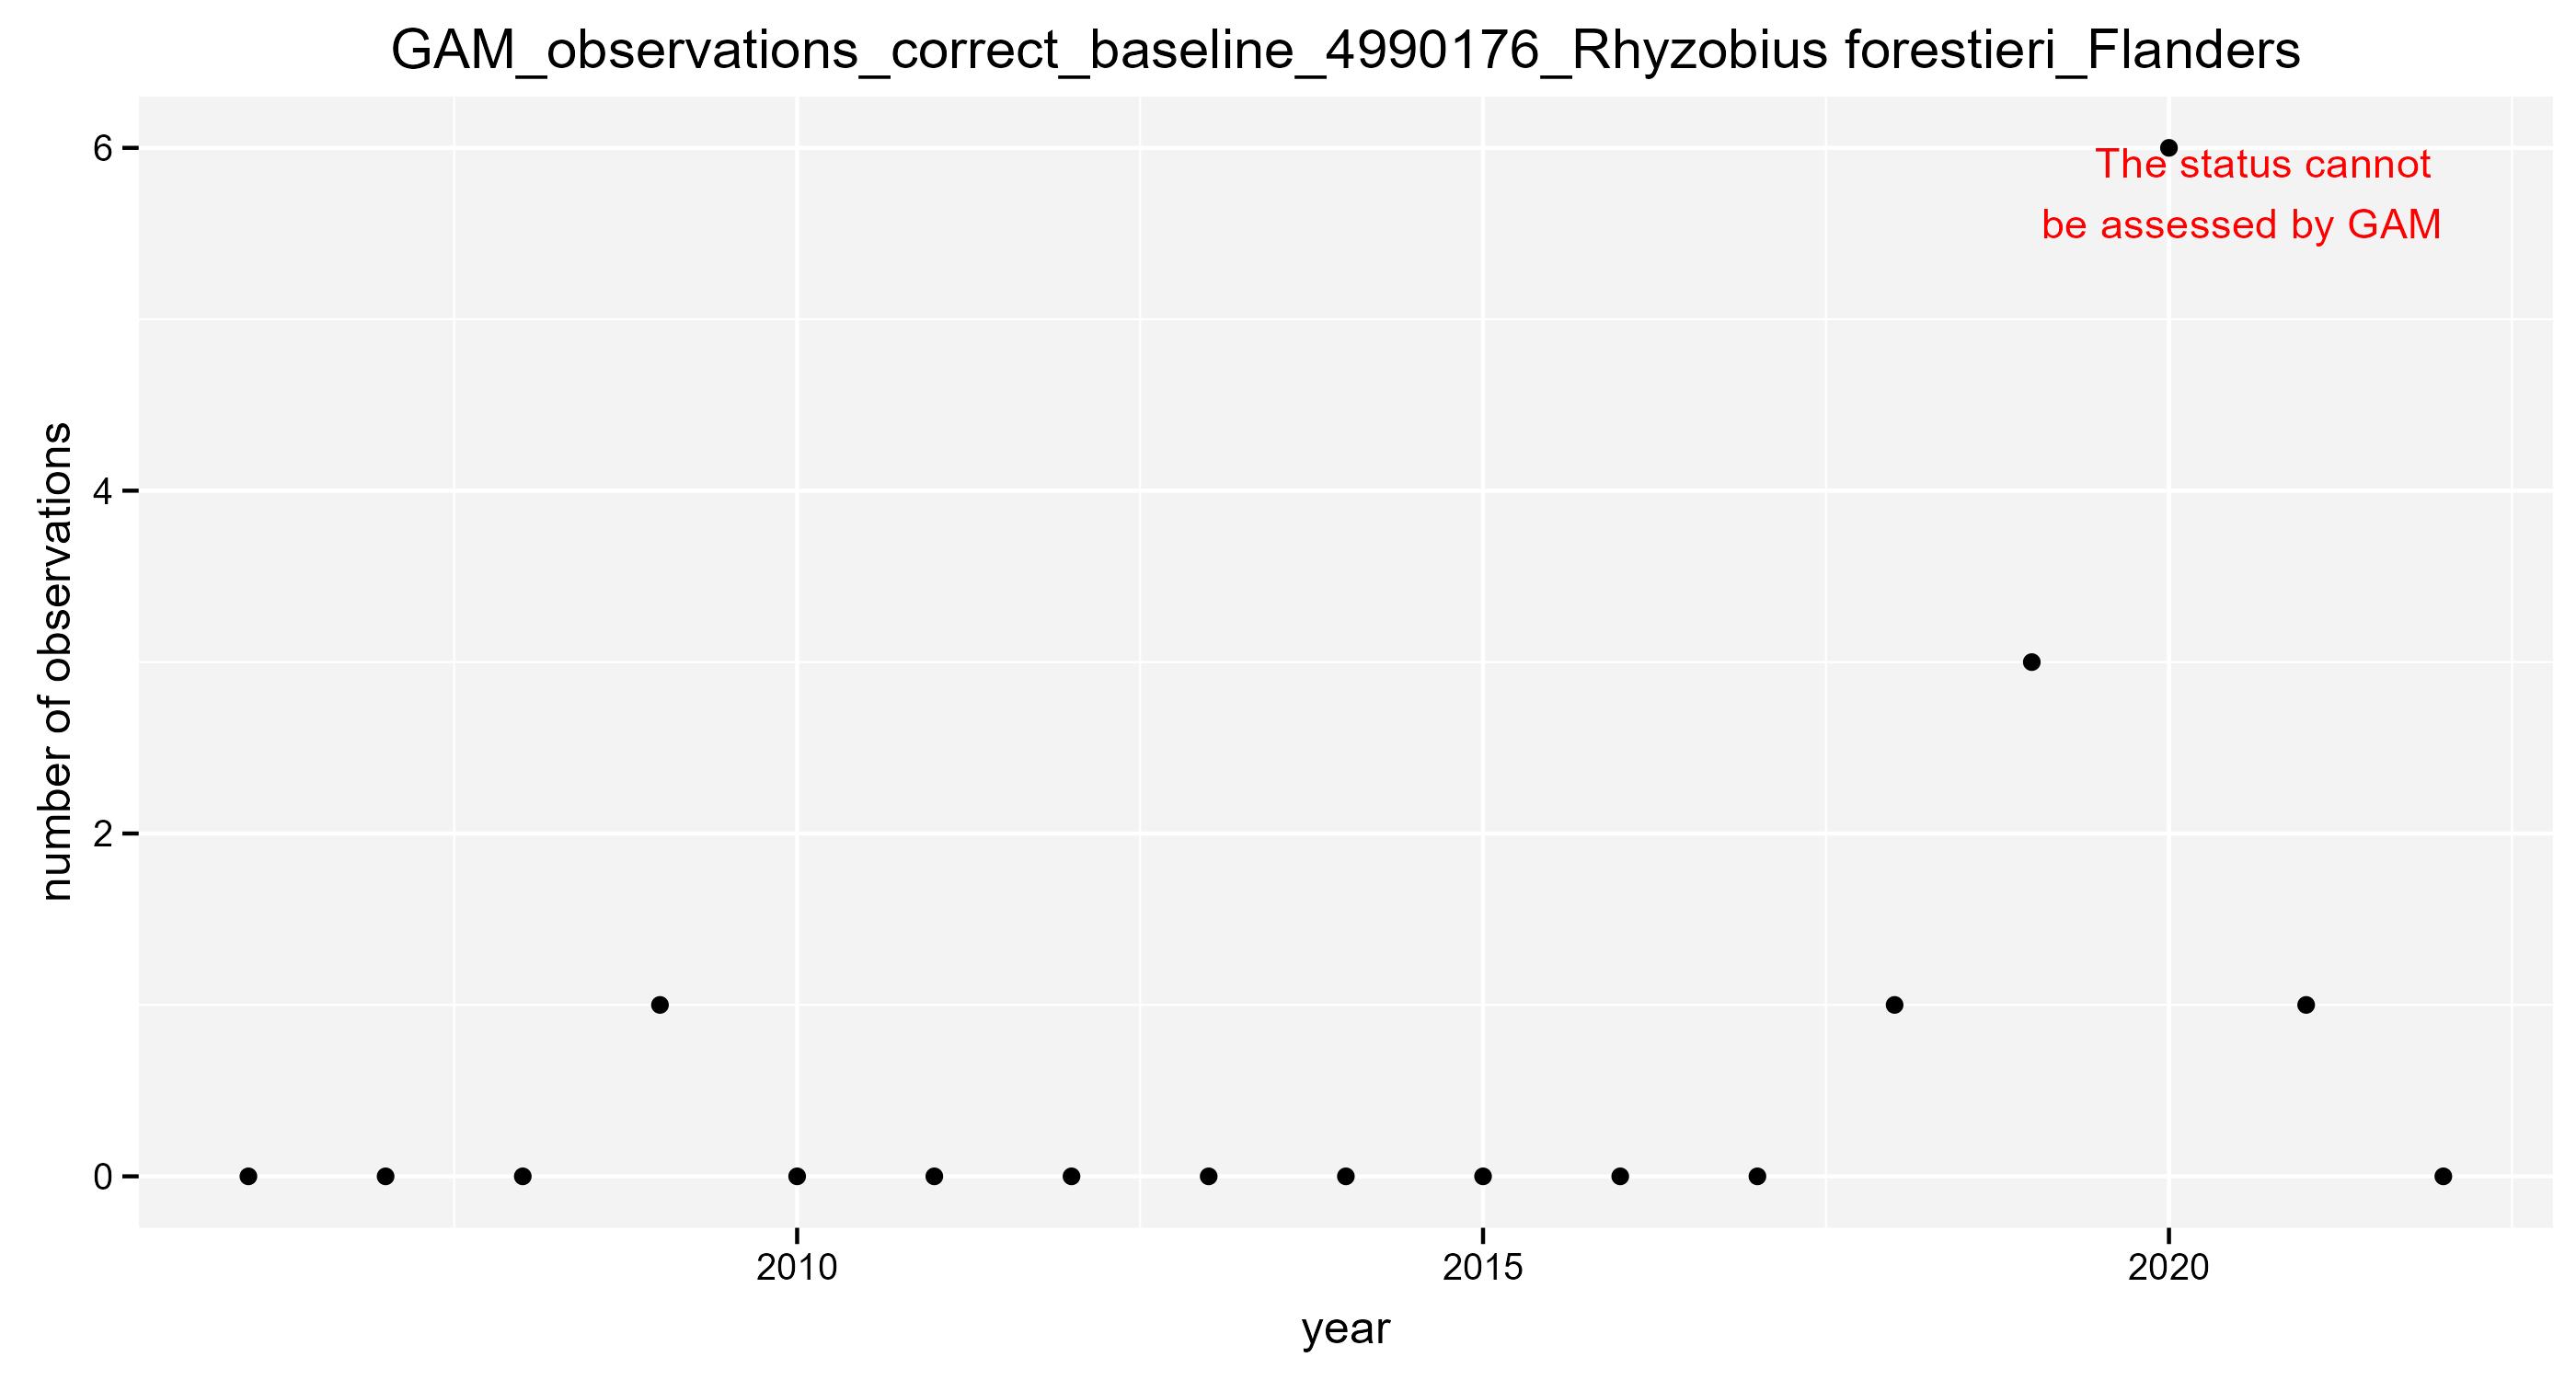 GAM_observations_correct_baseline_4990176_Rhyzobius forestieri_Flanders
6
The status cannot
be assessed by GAM
4
number of observations
2
0
2010 2015 2020
year